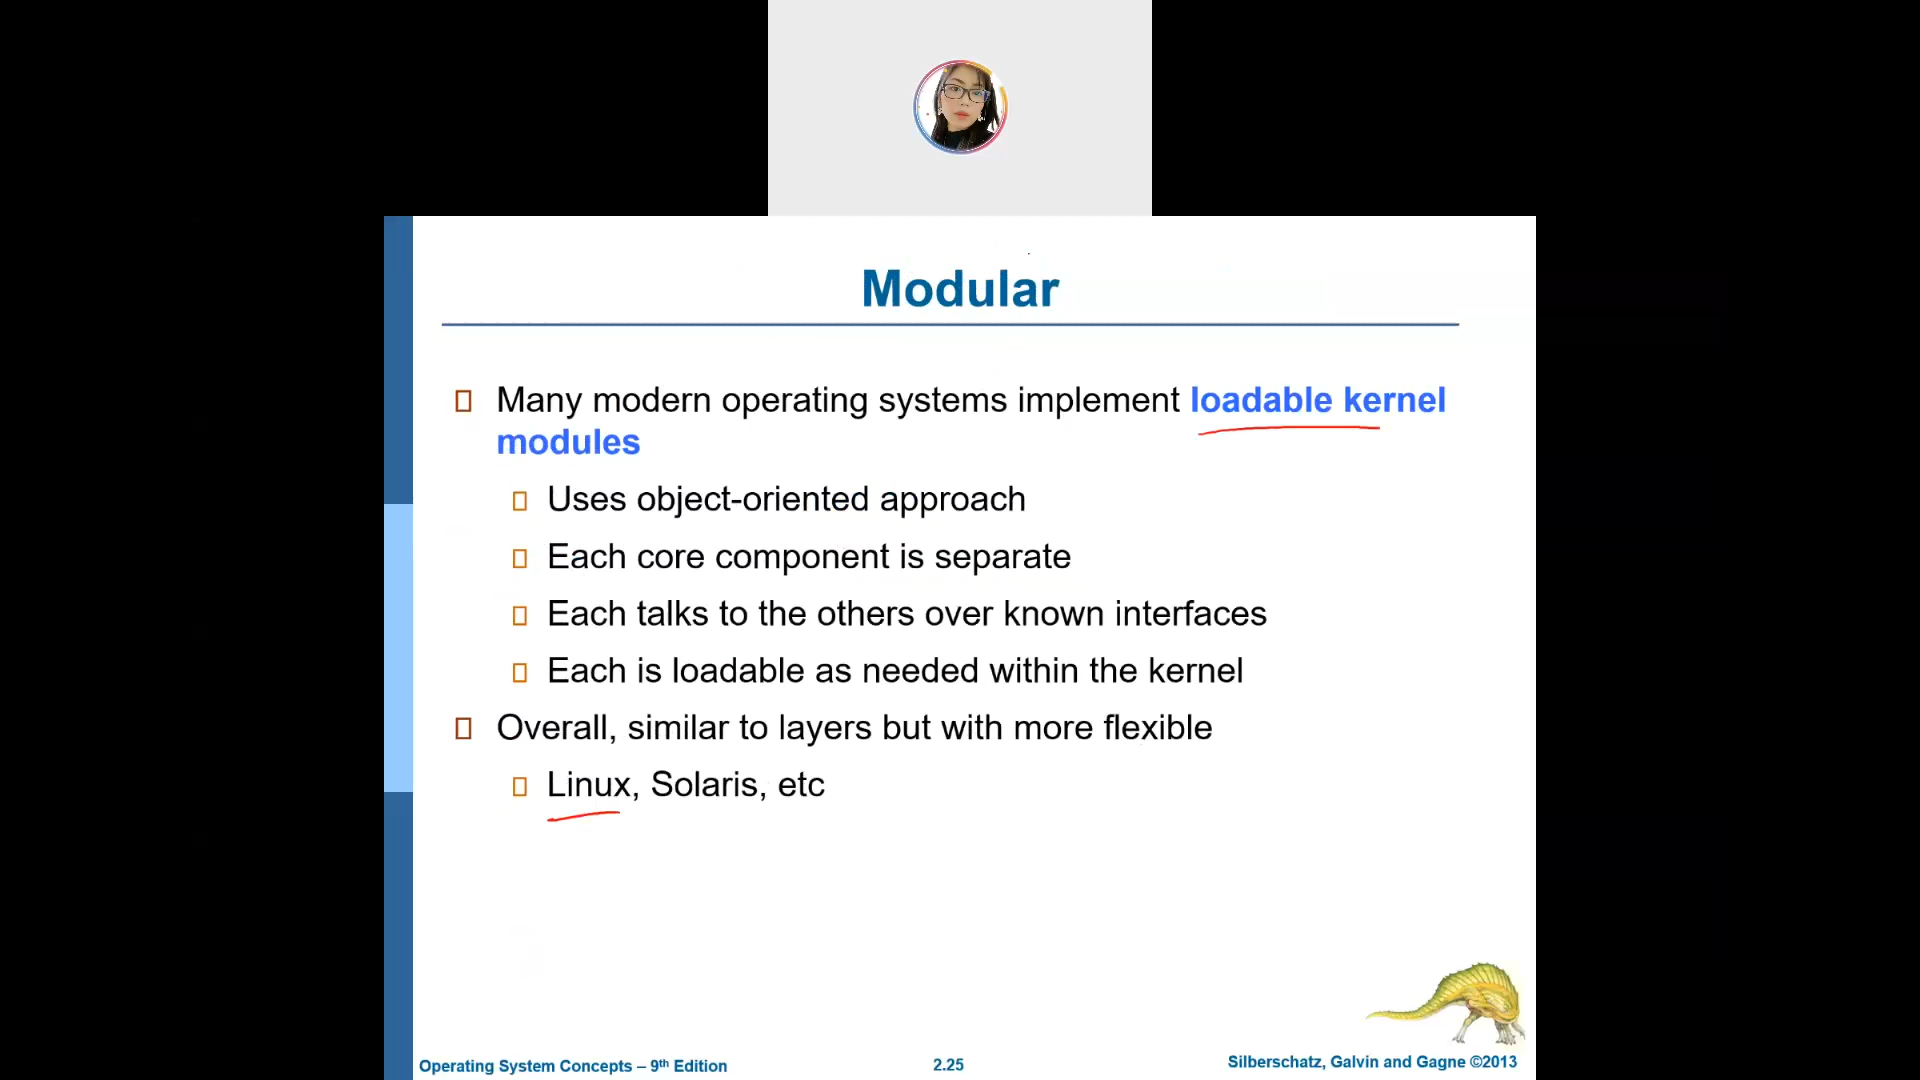 Modular
Many modern operating systems implement loadable kernel
modules
Uses object-oriented approach
Each core component is separate
Each talks to the others over known interfaces
Each is loadable as needed within the kernel
Overall, similar to layers but with more flexible
Linux, Solaris, etc
Operating System Concepts – 9th Edition
2.25
Silberschatz, Galvin and Gagne ©2013